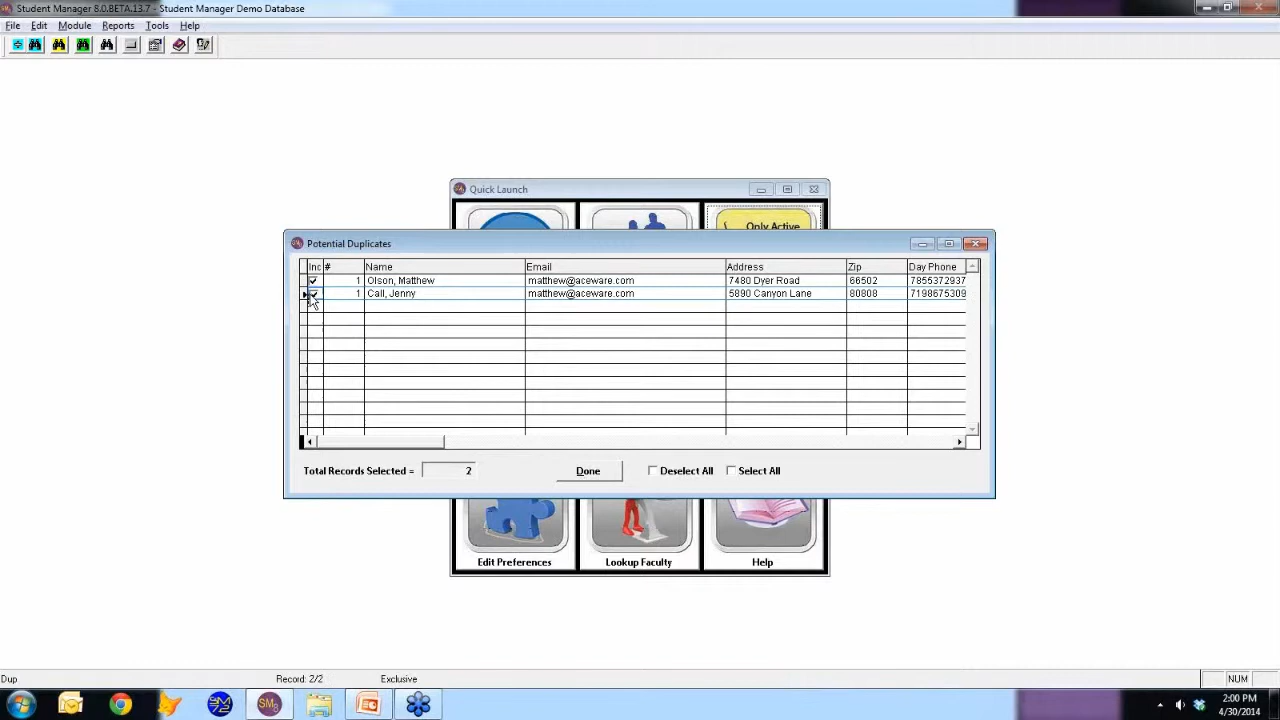 Student Manager 8.0.BETA.13.7 - Student Manager Demo Database
File Edit Module Reports Tools Help
Quick Launch
Only Active
Potential Duplicates
Inc # Name Email Address Zip Day Phone
1 Olson, Matthew matthew@aceware.com 7480 Dyer Road 66502 7855372937
1 Call, Jenny matthew@aceware.com 5890 Canyon Lane 80808 7198675309
Total Records Selected = 2 Done Deselect All Select All
Edit Preferences Lookup Faculty Help
Dup Record: 2/2 Exclusive NUM
2:00 PM
4/30/2014